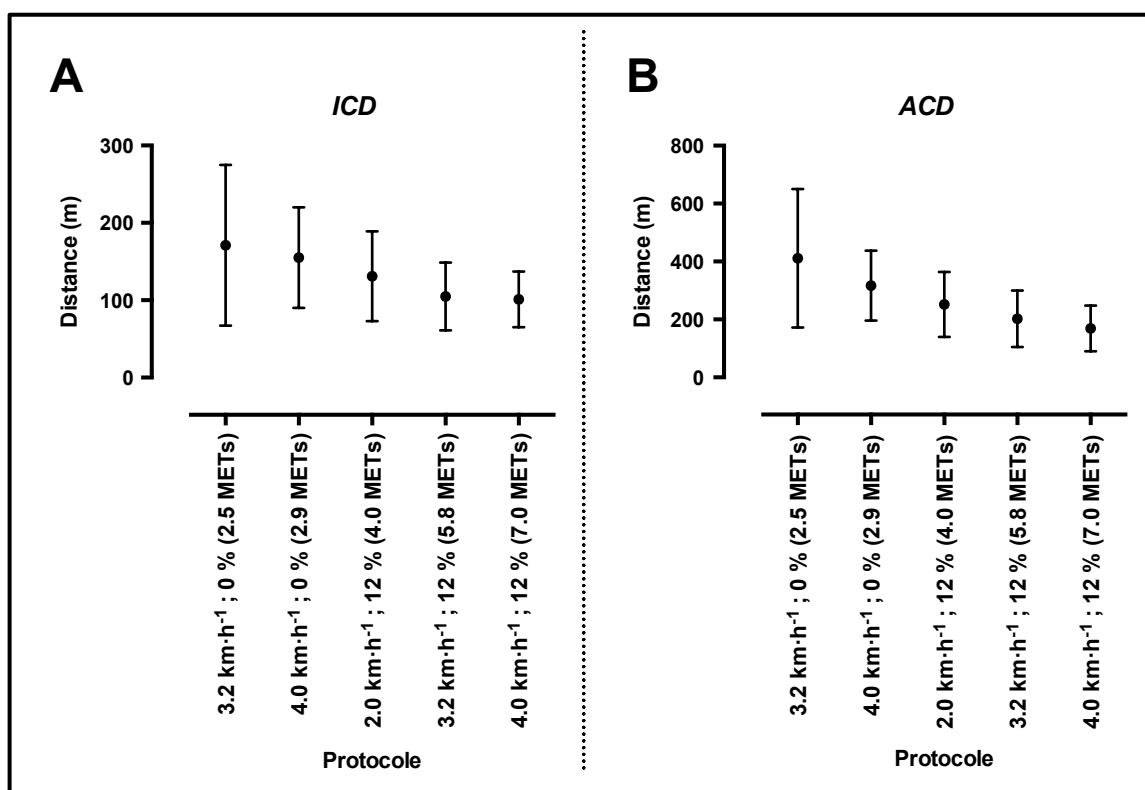 A
ICD
300
200
100
0
Distance (m)
3.2 km·h⁻¹ ; 0 % (2.5 METs)
4.0 km·h⁻¹ ; 0 % (2.9 METs)
2.0 km·h⁻¹ ; 12 % (4.0 METs)
3.2 km·h⁻¹ ; 12 % (5.8 METs)
4.0 km·h⁻¹ ; 12 % (7.0 METs)
Protocole
B
ACD
800
600
400
200
0
Distance (m)
3.2 km·h⁻¹ ; 0 % (2.5 METs)
4.0 km·h⁻¹ ; 0 % (2.9 METs)
2.0 km·h⁻¹ ; 12 % (4.0 METs)
3.2 km·h⁻¹ ; 12 % (5.8 METs)
4.0 km·h⁻¹ ; 12 % (7.0 METs)
Protocole